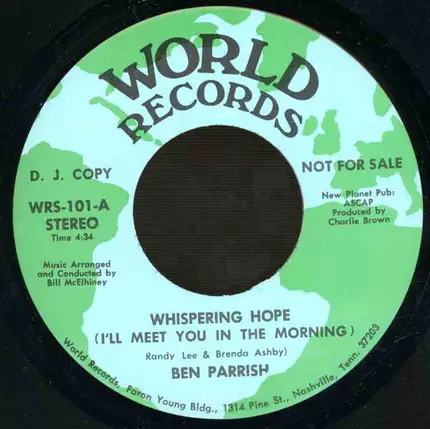 WORLD
RECORDS
D. J. COPY
NOT FOR SALE
WRS-101-A
STEREO
Time 4:34
New Planet Pub:
ASCAP
Produced by
Charlie Brown
Music Arranged
and Conducted by
Bill McElhiney
WHISPERING HOPE
(I'LL MEET YOU IN THE MORNING)
Randy Lee & Brenda Ashby)
BEN PARRISH
World Records, Faron Young Bldg., 1314 Pine St., Nashville, Tenn. 37203